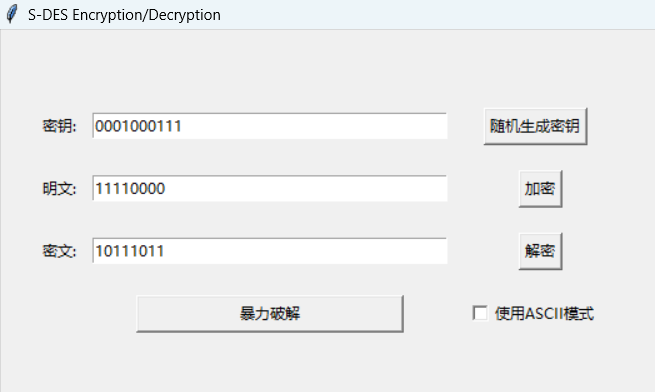 S-DES Encryption/Decryption
密钥: 0001000111 随机生成密钥
明文: 11110000 加密
密文: 10111011 解密
暴力破解 使用ASCII模式